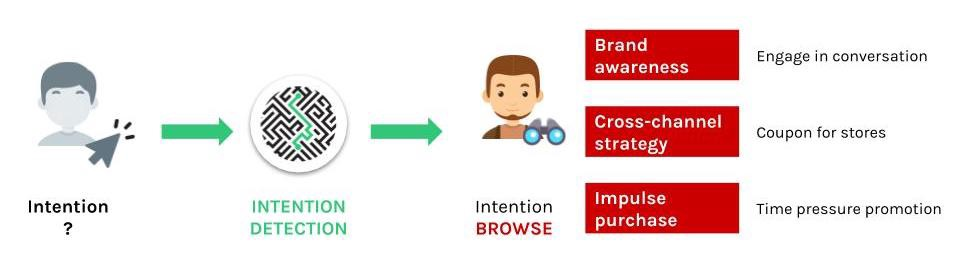 Intention
?
INTENTION
DETECTION
Intention
BROWSE
Brand
awareness
Engage in conversation
Cross-channel
strategy
Coupon for stores
Impulse
purchase
Time pressure promotion